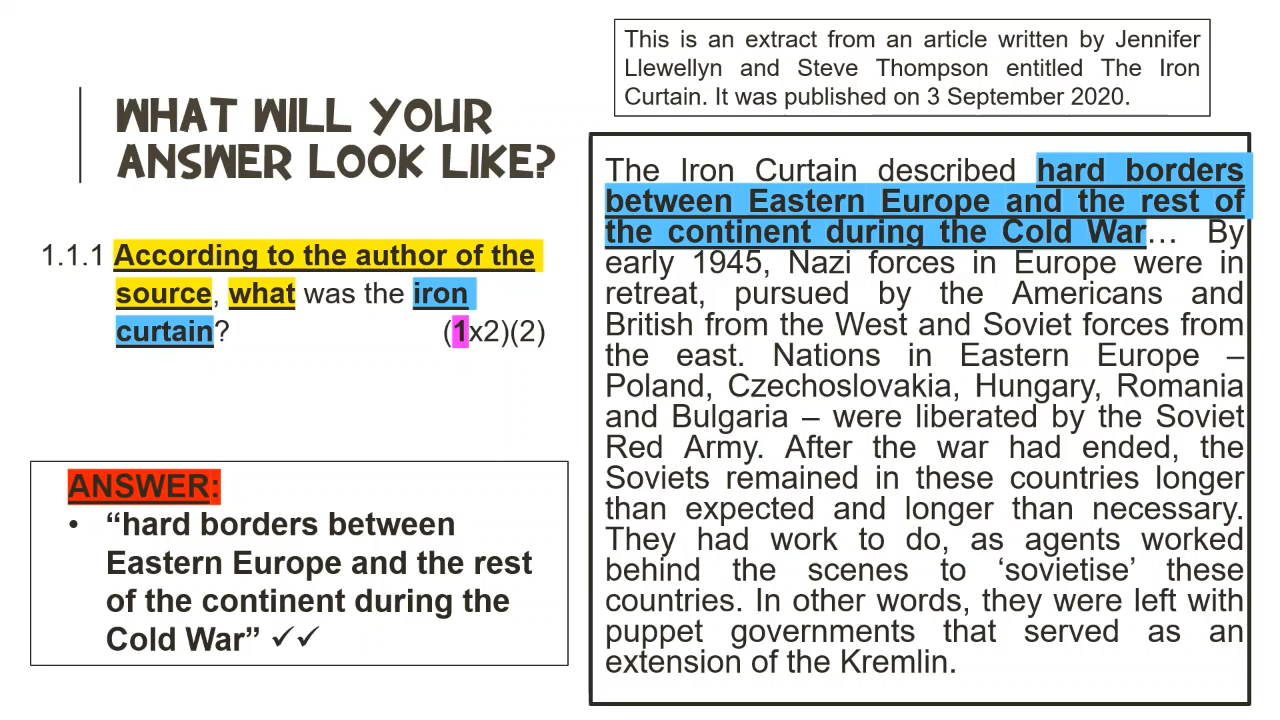 WHAT WILL YOUR
ANSWER LOOK LIKE?
1.1.1 According to the author of the
source, what was the iron
curtain? (1x2)(2)
ANSWER:
• “hard borders between
Eastern Europe and the rest
of the continent during the
Cold War” ✓✓
This is an extract from an article written by Jennifer
Llewellyn and Steve Thompson entitled The Iron
Curtain. It was published on 3 September 2020.
The Iron Curtain described hard borders
between Eastern Europe and the rest of
the continent during the Cold War… By
early 1945, Nazi forces in Europe were in
retreat, pursued by the Americans and
British from the West and Soviet forces from
the east. Nations in Eastern Europe –
Poland, Czechoslovakia, Hungary, Romania
and Bulgaria – were liberated by the Soviet
Red Army. After the war had ended, the
Soviets remained in these countries longer
than expected and longer than necessary.
They had work to do, as agents worked
behind the scenes to ‘sovietise’ these
countries. In other words, they were left with
puppet governments that served as an
extension of the Kremlin.